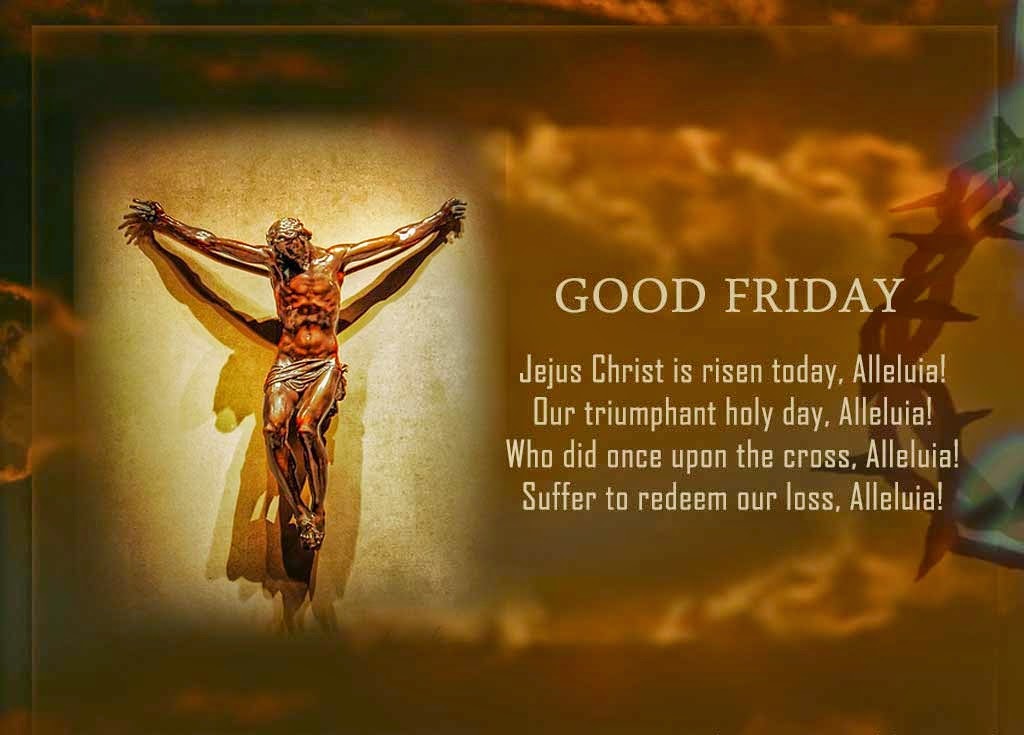 GOOD FRIDAY
Jejus Christ is risen today, Alleluia!
Our triumphant holy day, Alleluia!
Who did once upon the cross, Alleluia!
Suffer to redeem our loss, Alleluia!